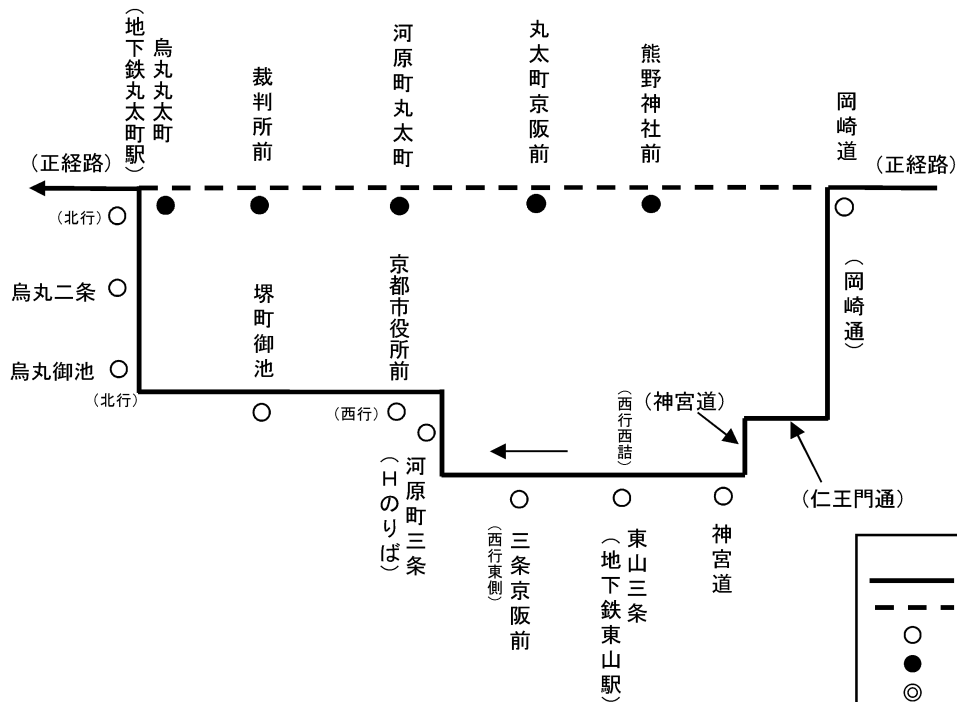 （地下鉄丸太町駅）
烏丸丸太町
裁判所前
河原町丸太町
丸太町京阪前
熊野神社前
岡崎道
（正経路）
（正経路）
（北行）
烏丸二条
烏丸御池
（北行）
堺町御池
京都市役所前
（西行）
河原町三条
（Ｈのりば）
三条京阪前
（西行東側）
（西行西詰）
東山三条
（地下鉄東山駅）
神宮道
（神宮道）
（仁王門通）
（岡崎通）